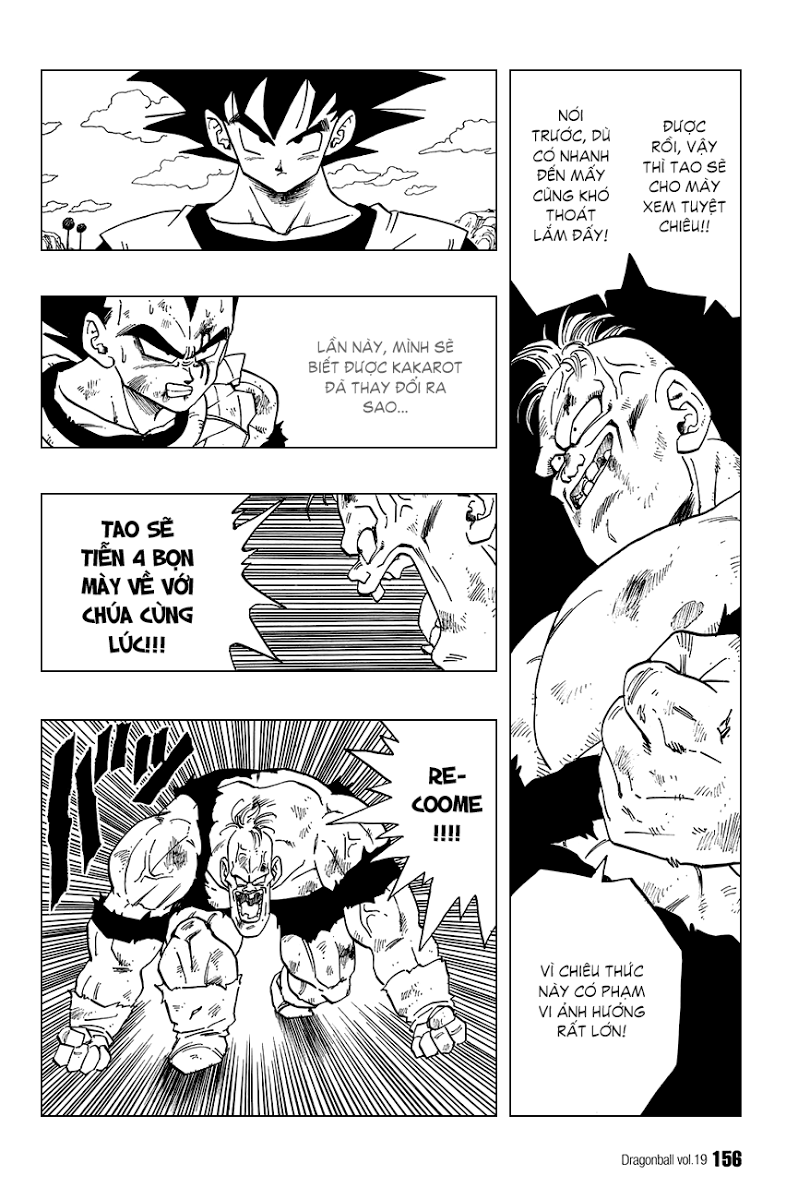 ĐƯỢC
RỒI, VẬY
THÌ TAO SẼ
CHO MÀY
XEM TUYỆT
CHIÊU!!
NÓI
TRƯỚC, DÙ
CÓ NHANH
ĐẾN MẤY
CŨNG KHÓ
THOÁT
LẮM ĐẤY!
VÌ CHIÊU THỨC
NÀY CÓ PHẠM
VI ẢNH HƯỚNG
RẤT LỚN!
LẦN NÀY, MÌNH SẼ
BIẾT ĐƯỢC KAKAROT
ĐÃ THAY ĐỔI RA
SAO...
TAO SẼ
TIỄN 4 BỌN
MÀY VỀ VỚI
CHÚA CÙNG
LÚC!!!
RE-
COOME
!!!!
バッ
Dragonball vol.19 156